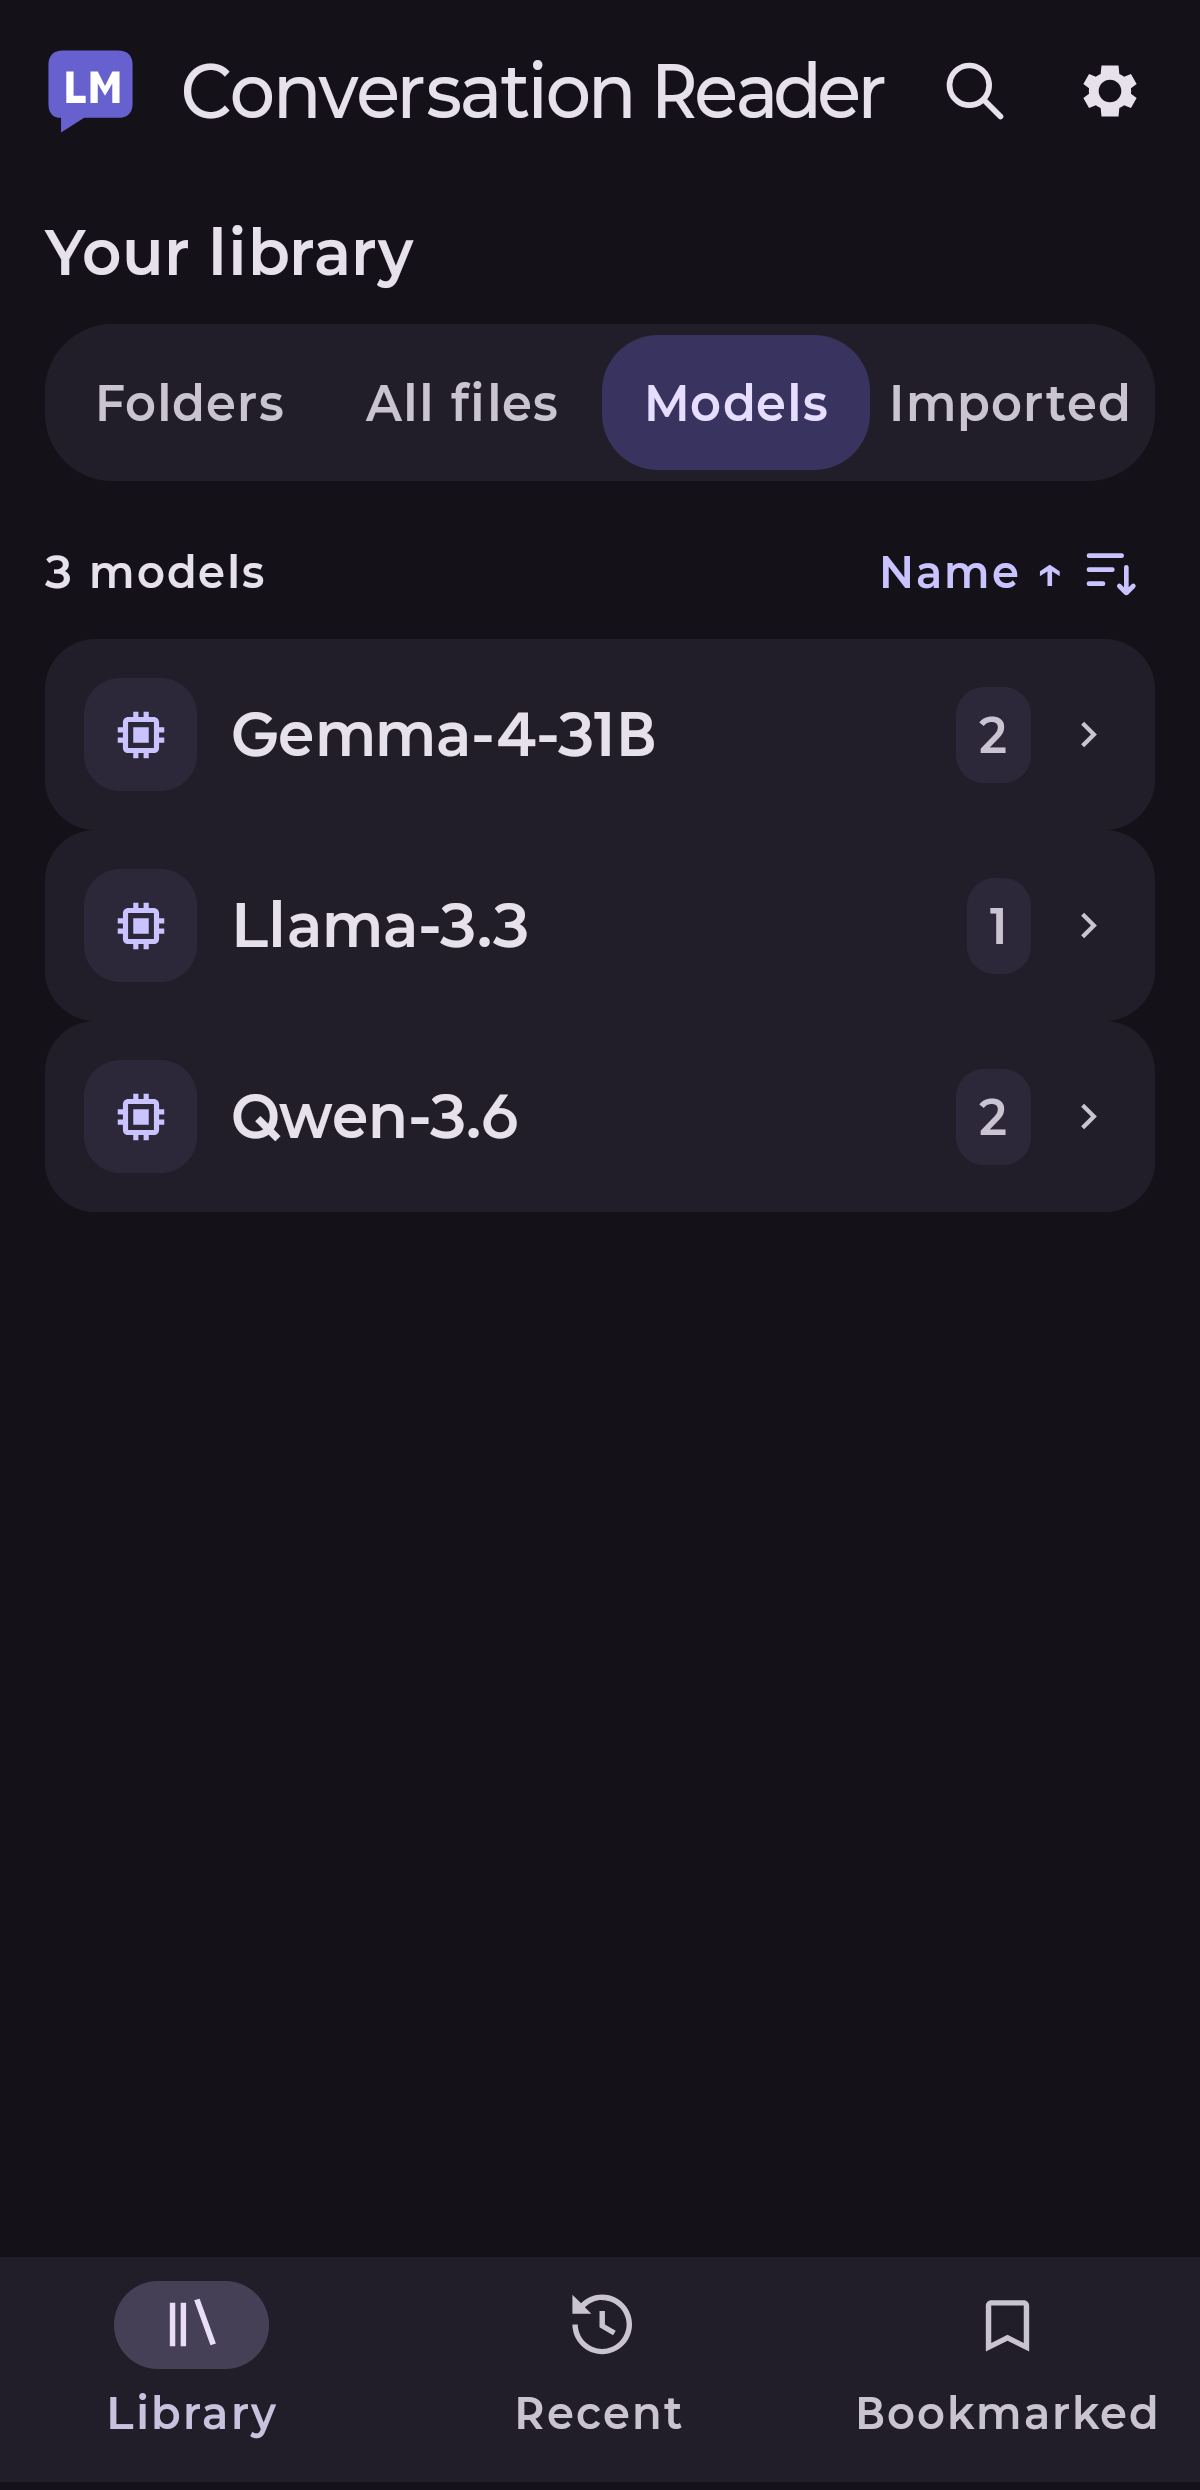 LM Conversation Reader
Your library
Folders All files Models Imported
3 models Name ↑
Gemma-4-31B 2
Llama-3.3 1
Qwen-3.6 2
Library Recent Bookmarked